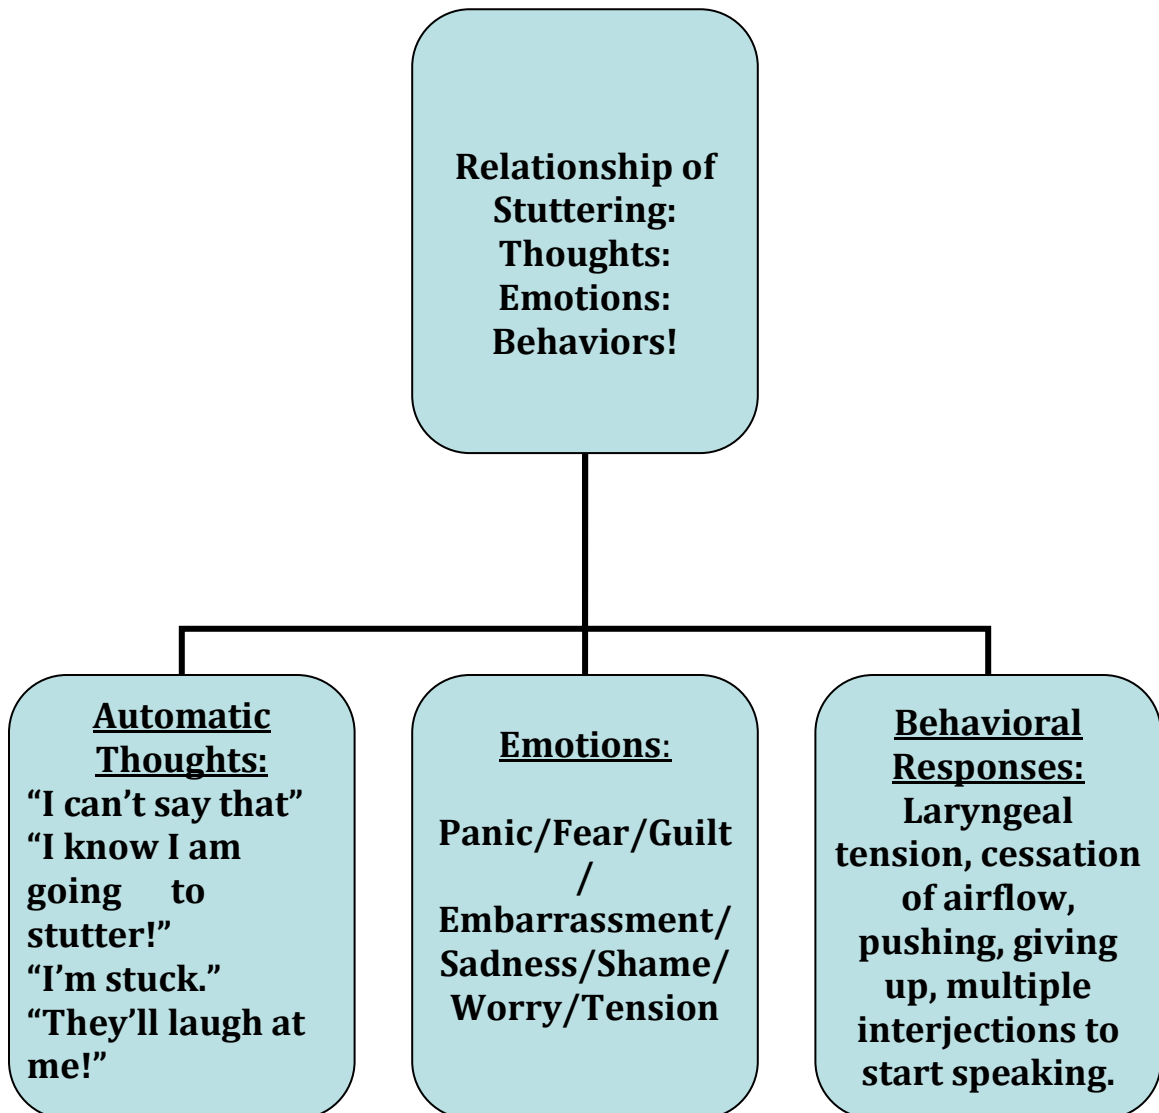 Relationship of
Stuttering:
Thoughts:
Emotions:
Behaviors!
Automatic
Thoughts:
“I can’t say that”
“I know I am
going to
stutter!”
“I’m stuck.”
“They’ll laugh at
me!”
Emotions:
Panic/Fear/Guilt
/
Embarrassment/
Sadness/Shame/
Worry/Tension
Behavioral
Responses:
Laryngeal
tension, cessation
of airflow,
pushing, giving
up, multiple
interjections to
start speaking.